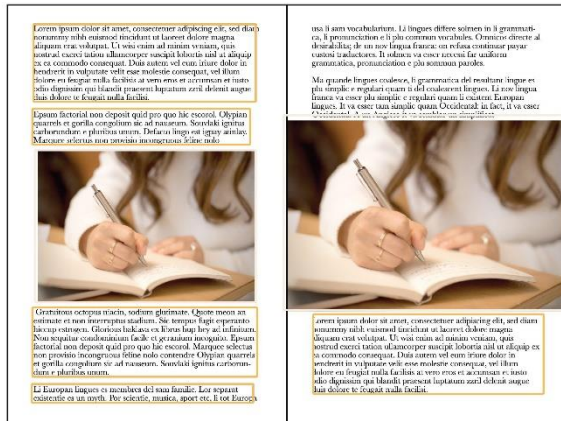 Lorem ipsum dolor sit amet, consectetuer adipiscing elit, sed diam
nonummy nibh euismod tincidunt ut laoreet dolore magna
aliquam erat volutpat. Ut wisi enim ad minim veniam, quis
nostrud exerci tation ullamcorper suscipit lobortis nisl ut aliquip
ex ea commodo consequat. Duis autem vel eum iriure dolor in
hendrerit in vulputate velit esse molestie consequat, vel illum
dolore eu feugiat nulla facilisis at vero eros et accumsan et iusto
odio dignissim qui blandit praesent luptatum zzril delenit augue
duis dolore te feugait nulla facilisi.
Epsum factorial non deposit quid pro quo hic escorol. Olypian
quarrels et gorilla congolium sic ad nauseum. Souvlaki ignitus
carborundum e pluribus unum. Defacto lingo est igpay atinlay.
Marquee selectus non provisio incongruous feline nolo
Gratuitous octopus niacin, sodium glutimate. Quote meon an
estimate et non interruptus stadium. Sic tempus fugit esperanto
hiccup estrogen. Glorious baklava ex librus hup hey ad infinitum.
Non sequitur condominium facile et geranium incognito. Epsum
factorial non deposit quid pro quo hic escorol. Marquee selectus
non provisio incongruous feline nolo contendre Olypian quarrels
et gorilla congolium sic ad nauseum. Souvlaki ignitus carborun-
dum e pluribus unum.
Li Europan lingues es membres del sam familie. Lor separat
existentie es un myth. Por scientie, musica, sport etc, li tot Europa
usa li sam vocabularium. Li lingues differe solmen in li grammati-
ca, li pronunciation e li plu commun vocabules. Omnicos directe al
desirabilita; de un nov lingua franca: on refusa continuar payar
custosi traductores. It solmen va esser necessi far uniform
grammatica, pronunciation e plu sommun paroles.
Ma quande lingues coalesce, li grammatica del resultant lingue es
plu simplic e regulari quam ti del coalescent lingues. Li nov lingua
franca va esser plu simplic e regulari quam li existent Europan
lingues. It va esser tam simplic quam Occidental: in fact, it va esser
Lorem ipsum dolor sit amet, consectetuer adipiscing elit, sed diam
nonummy nibh euismod tincidunt ut laoreet dolore magna
aliquam erat volutpat. Ut wisi enim ad minim veniam, quis
nostrud exerci tation ullamcorper suscipit lobortis nisl ut aliquip ex
ea commodo consequat. Duis autem vel eum iriure dolor in
hendrerit in vulputate velit esse molestie consequat, vel illum
dolore eu feugiat nulla facilisis at vero eros et accumsan et iusto
odio dignissim qui blandit praesent luptatum zzril delenit augue
duis dolore te feugait nulla facilisi.